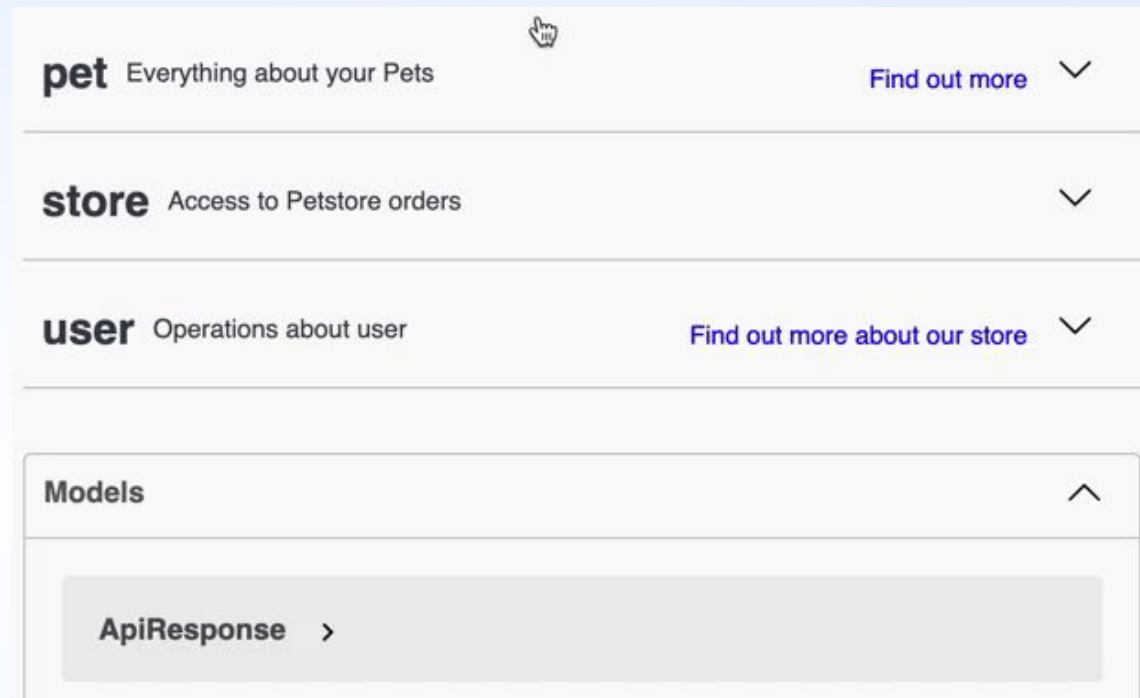 pet Everything about your Pets Find out more
store Access to Petstore orders
user Operations about user Find out more about our store
Models
ApiResponse